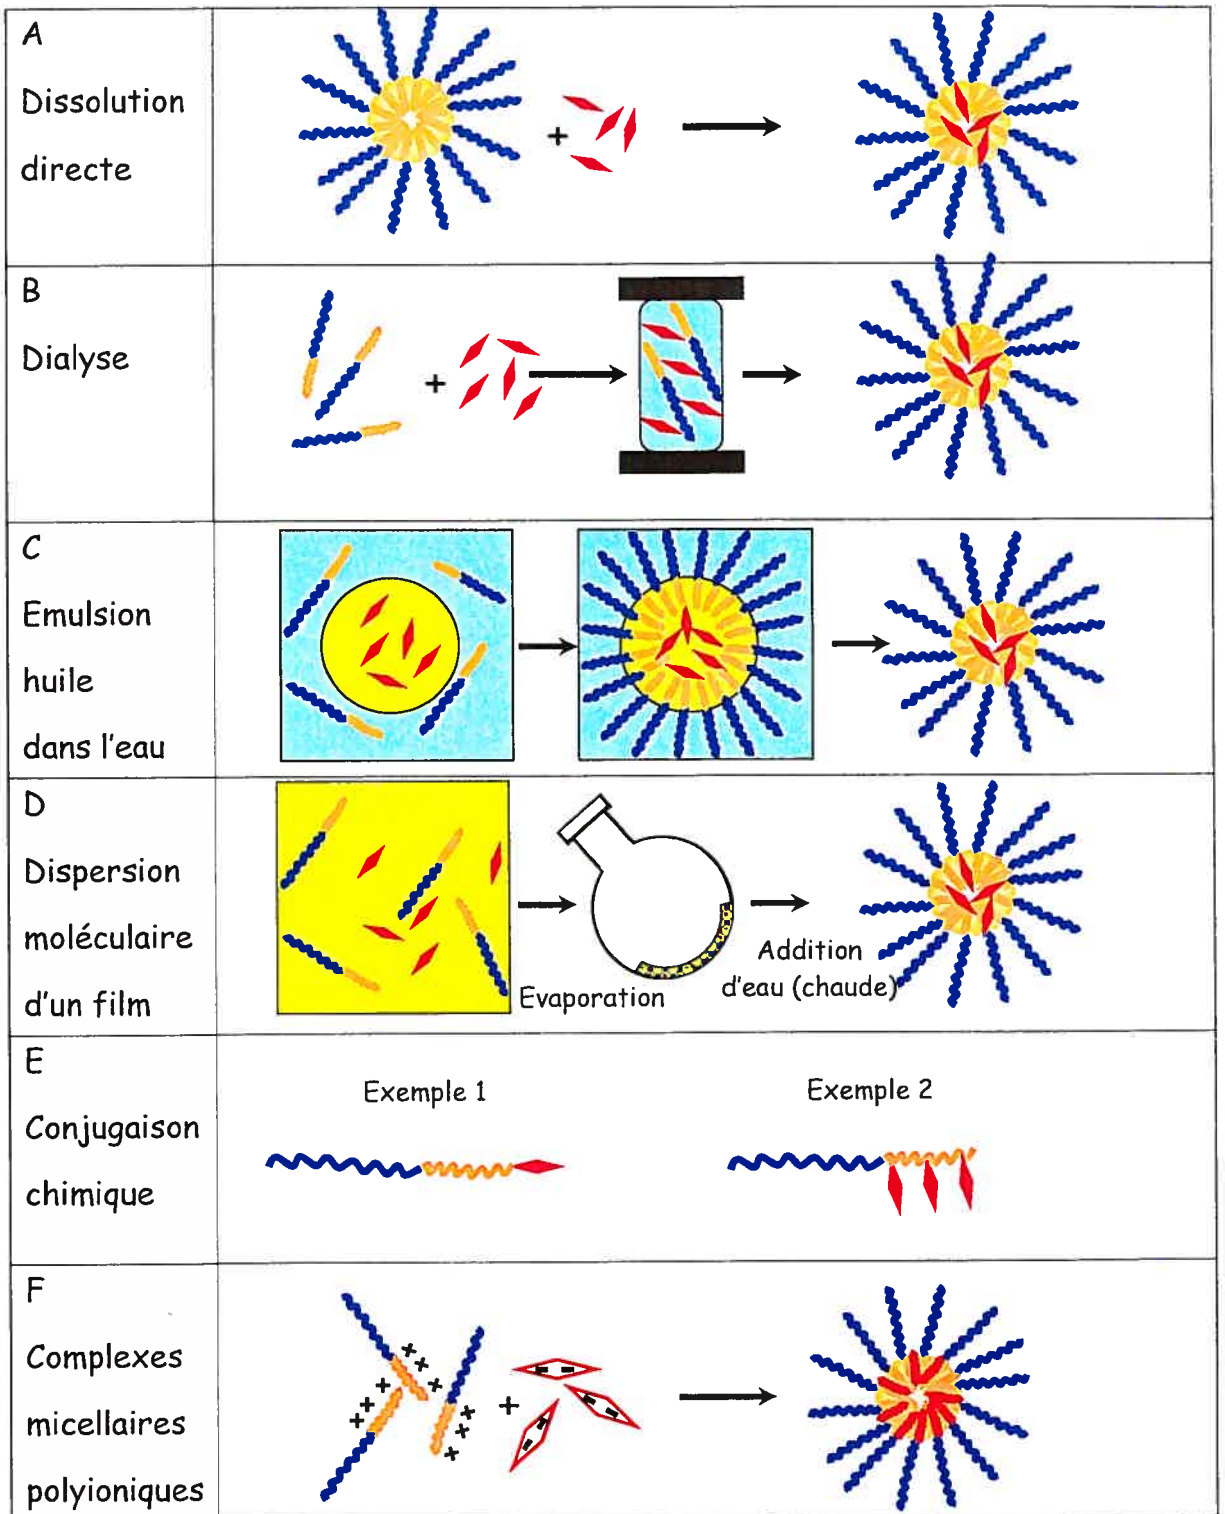 A
Dissolution
directe
+
B
Dialyse
+
C
Emulsion
huile
dans l'eau
D
Dispersion
moléculaire
d'un film
Evaporation
Addition
d'eau (chaude)
E
Conjugaison
chimique
Exemple 1
Exemple 2
F
Complexes
micellaires
polyioniques
+ + +
+ + +
+ + +
+
- -
- -
- -